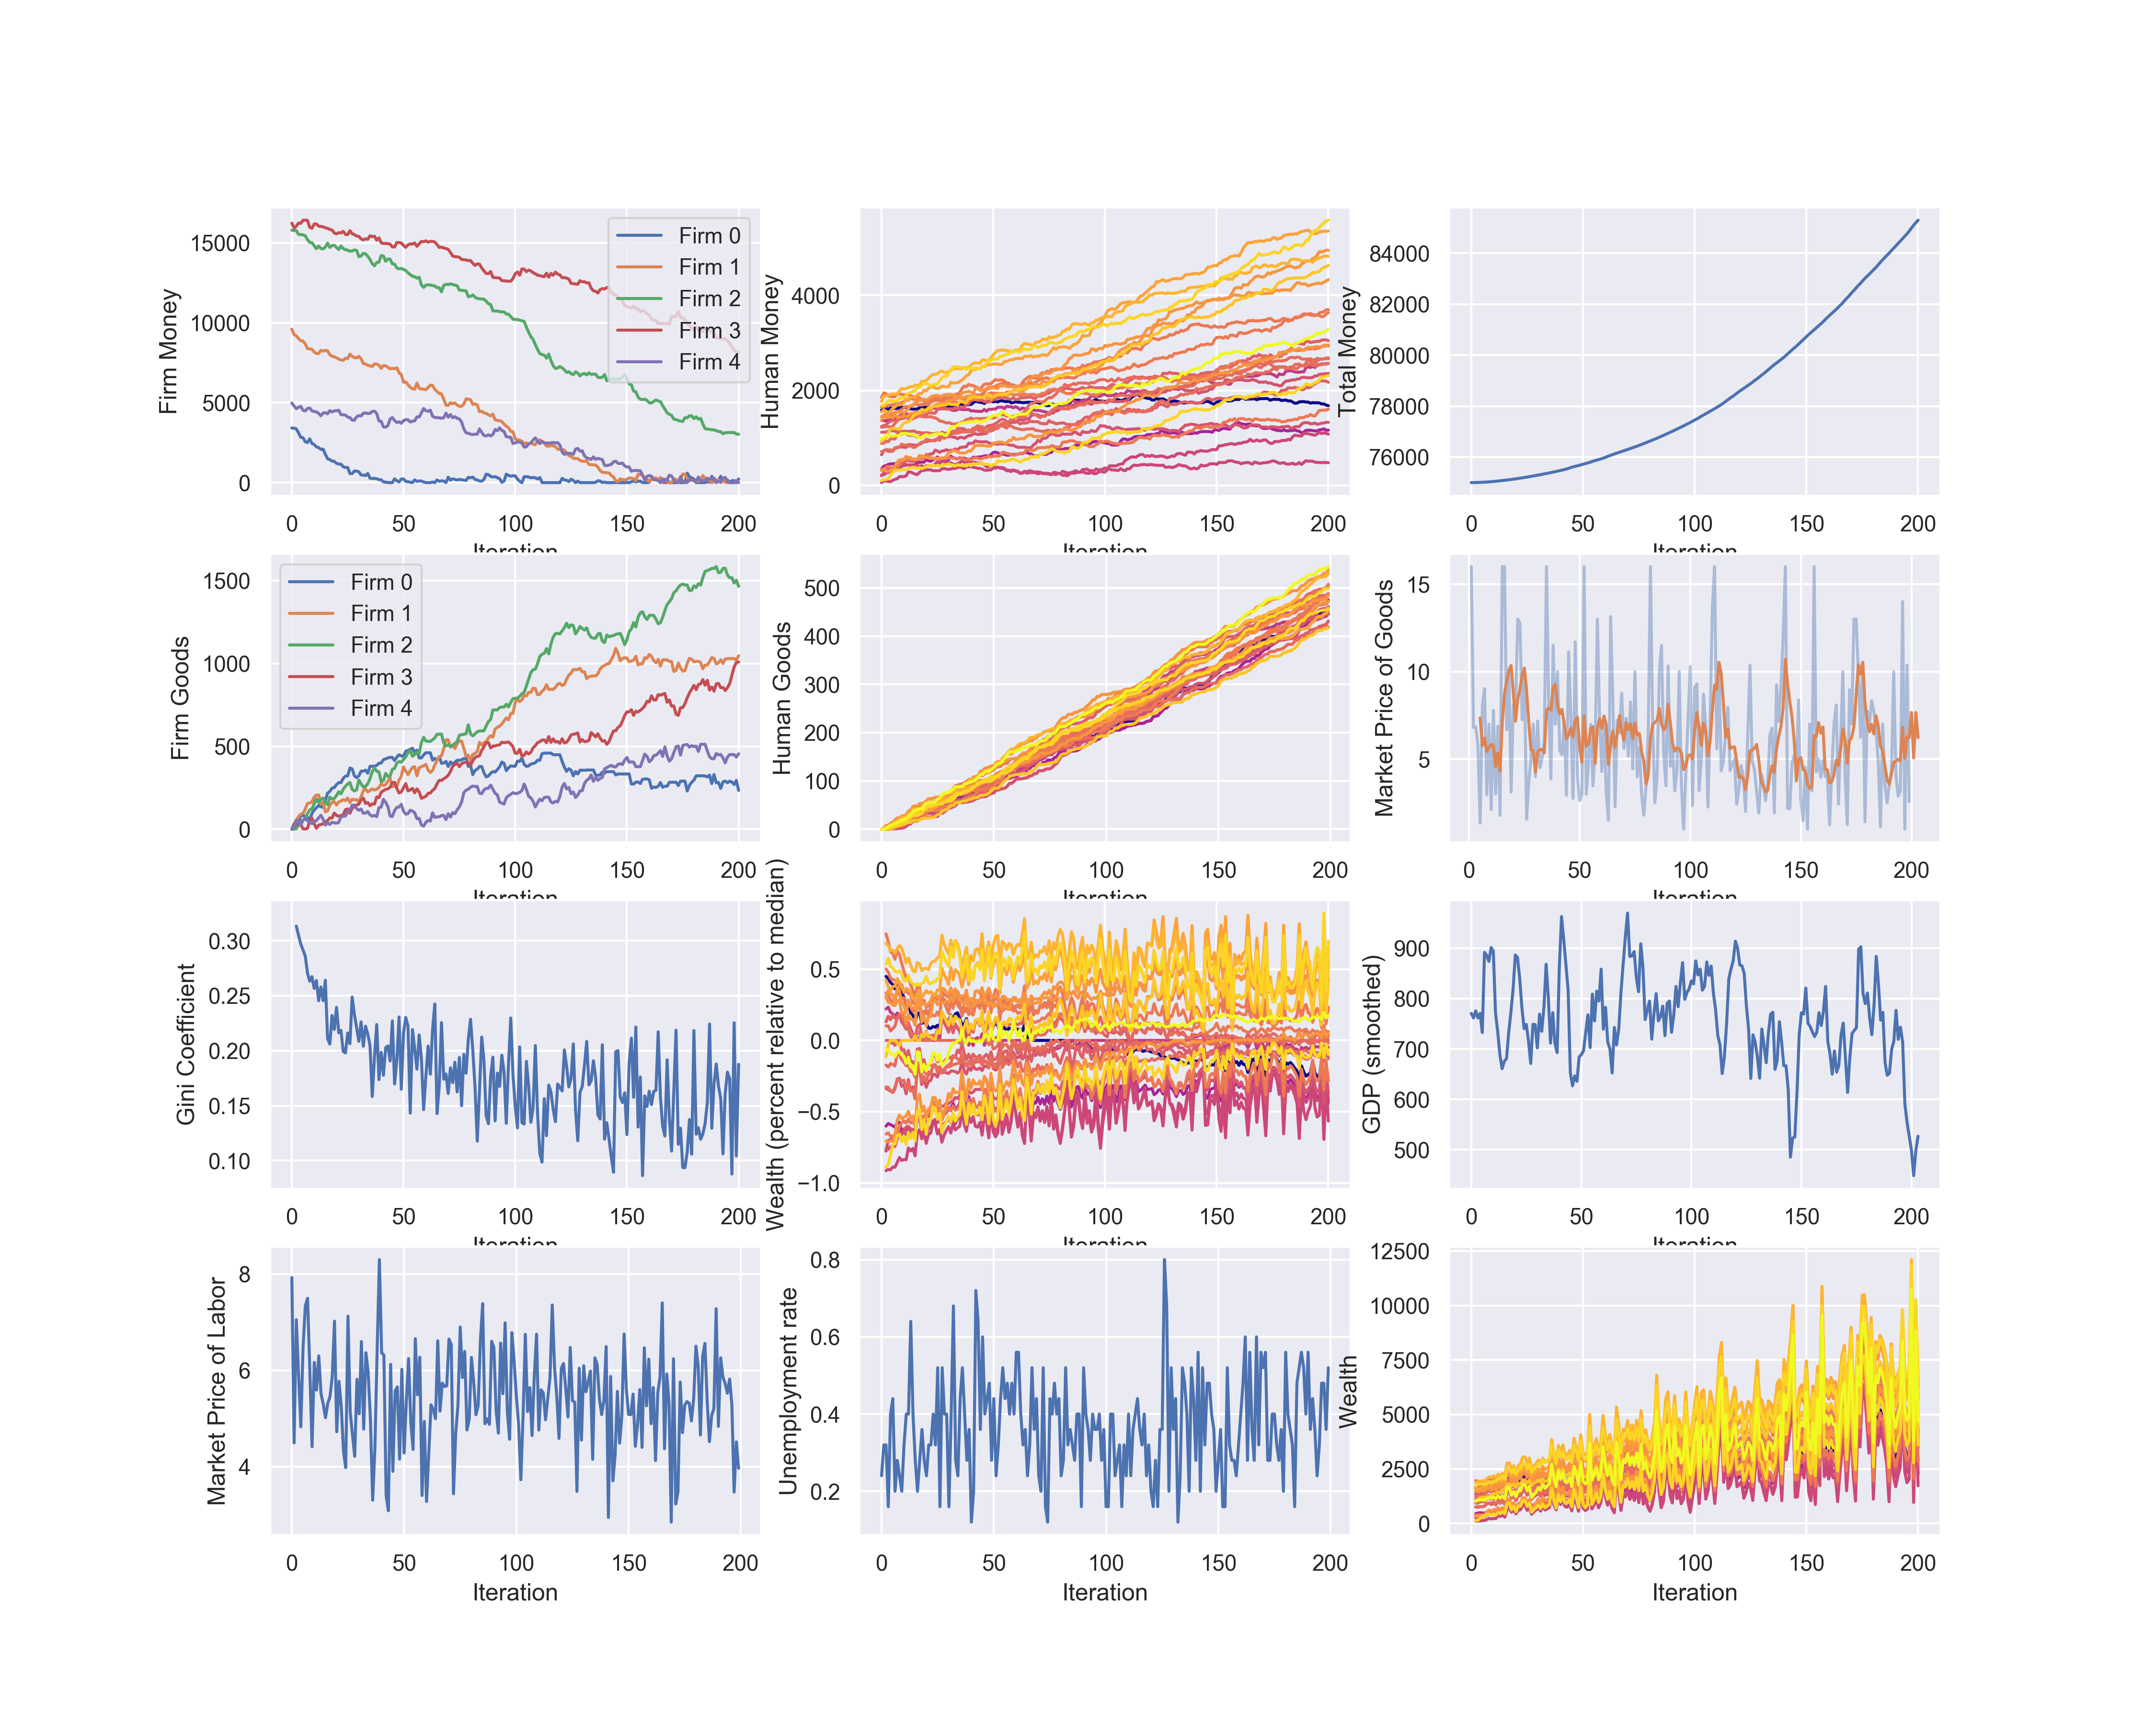 Firm Money
15000
10000
5000
0
0 50 100 150 200
Iteration
Firm 0
Firm 1
Firm 2
Firm 3
Firm 4
Human Money
4000
2000
0
0 50 100 150 200
Iteration
Total Money
84000
82000
80000
78000
76000
0 50 100 150 200
Iteration
Firm Goods
1500
1000
500
0
0 50 100 150 200
Iteration
Firm 0
Firm 1
Firm 2
Firm 3
Firm 4
Human Goods
500
400
300
200
100
0
0 50 100 150 200
Iteration
Market Price of Goods
15
10
5
0 50 100 150 200
Iteration
Gini Coefficient
0.30
0.25
0.20
0.15
0.10
0 50 100 150 200
Iteration
Wealth (percent relative to median)
0.5
0.0
−0.5
−1.0
0 50 100 150 200
Iteration
GDP (smoothed)
900
800
700
600
500
0 50 100 150 200
Iteration
Market Price of Labor
8
6
4
0 50 100 150 200
Iteration
Unemployment rate
0.8
0.6
0.4
0.2
0 50 100 150 200
Iteration
Wealth
12500
10000
7500
5000
2500
0
0 50 100 150 200
Iteration